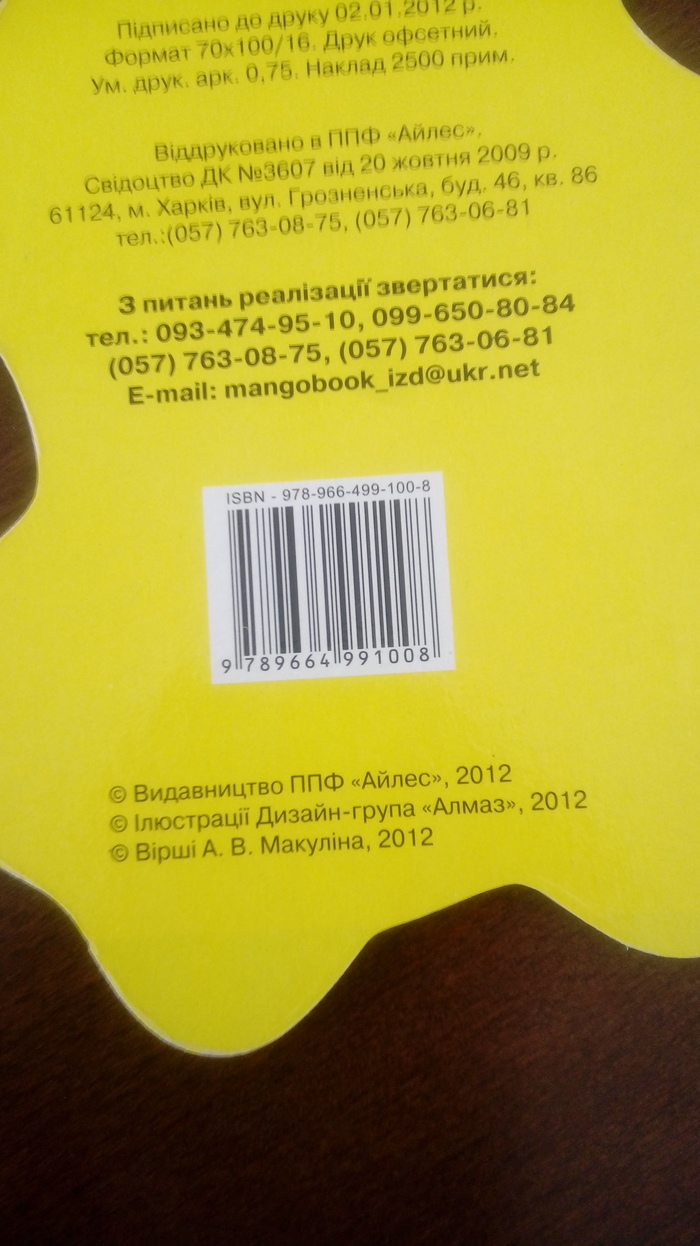 Підписано до друку 02.01.2012 р.
Формат 70х100/16. Друк офсетний.
Ум. друк. арк. 0,75. Наклад 2500 прим.
Віддруковано в ППФ «Айлес».
Свідоцтво ДК №3607 від 20 жовтня 2009 р.
61124, м. Харків, вул. Грозненська, буд. 46, кв. 86
тел.:(057) 763-08-75, (057) 763-06-81
З питань реалізації звертатися:
тел.: 093-474-95-10, 099-650-80-84
(057) 763-08-75, (057) 763-06-81
E-mail: mangobook_izd@ukr.net
ISBN - 978-966-499-100-8
9 789664 991008
© Видавництво ППФ «Айлес», 2012
© Ілюстрації Дизайн-група «Алмаз», 2012
© Вірші А. В. Макуліна, 2012